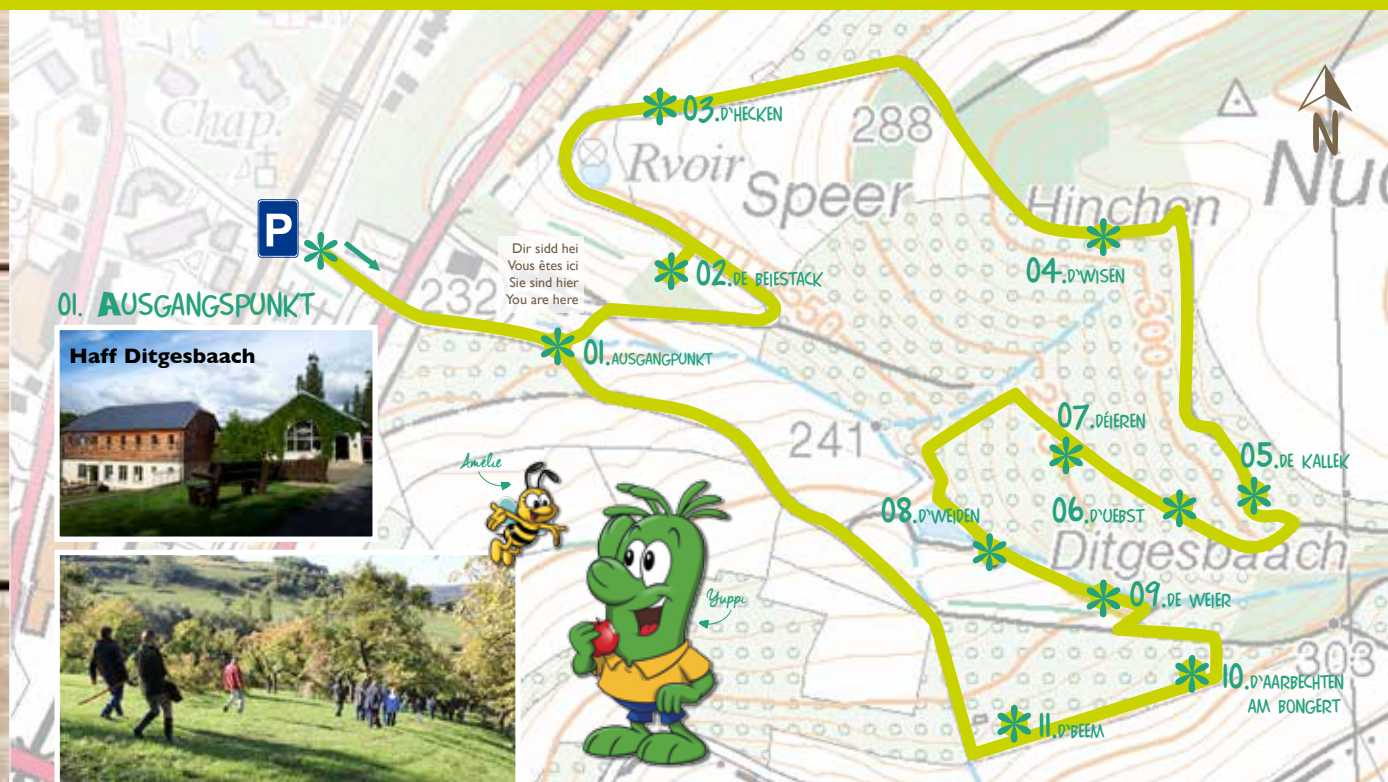 Chap.
03.D'HECKEN
288
N
Rvoir
Speer
Hinchen
P
Dir sidd hei
Vous êtes ici
Sie sind hier
You are here
02.DE BEIESTACK
04.D'WISEN
232
250
01. AUSGANGSPUNKT
300
Haff Ditgesbaach
01.AUSGANGPUNKT
07.DÉIEREN
241
05.DE KALLEK
Amélie
08.D'WEIDEN
06.D'UEBST
Ditgesbaach
Yuppi
09.DE WEIER
303
10.D'AARBECHTEN
AM BONGERT
11.D'BEEM